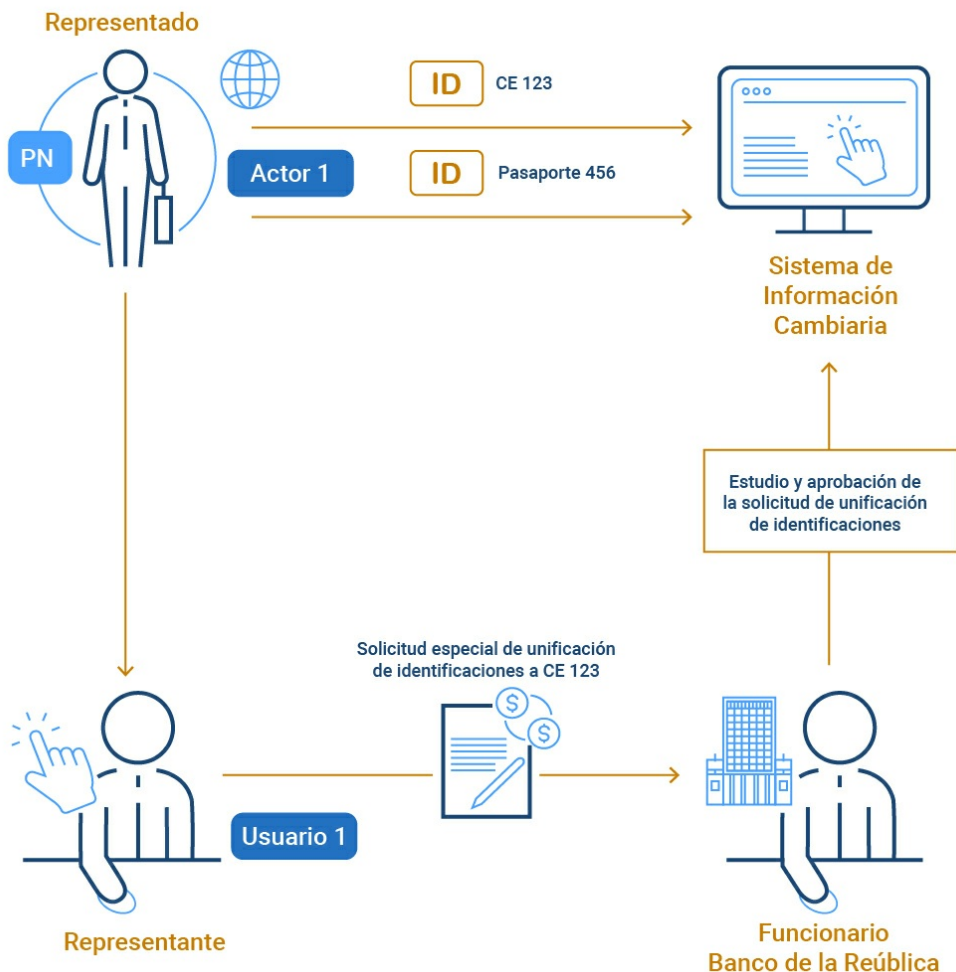 Representado
PN
Actor 1
ID
CE 123
ID
Pasaporte 456
Sistema de
Información
Cambiaria
Estudio y aprobación de
la solicitud de unificación
de identificaciones
Solicitud especial de unificación
de identificaciones a CE 123
$
$
Usuario 1
Representante
Funcionario
Banco de la Reública